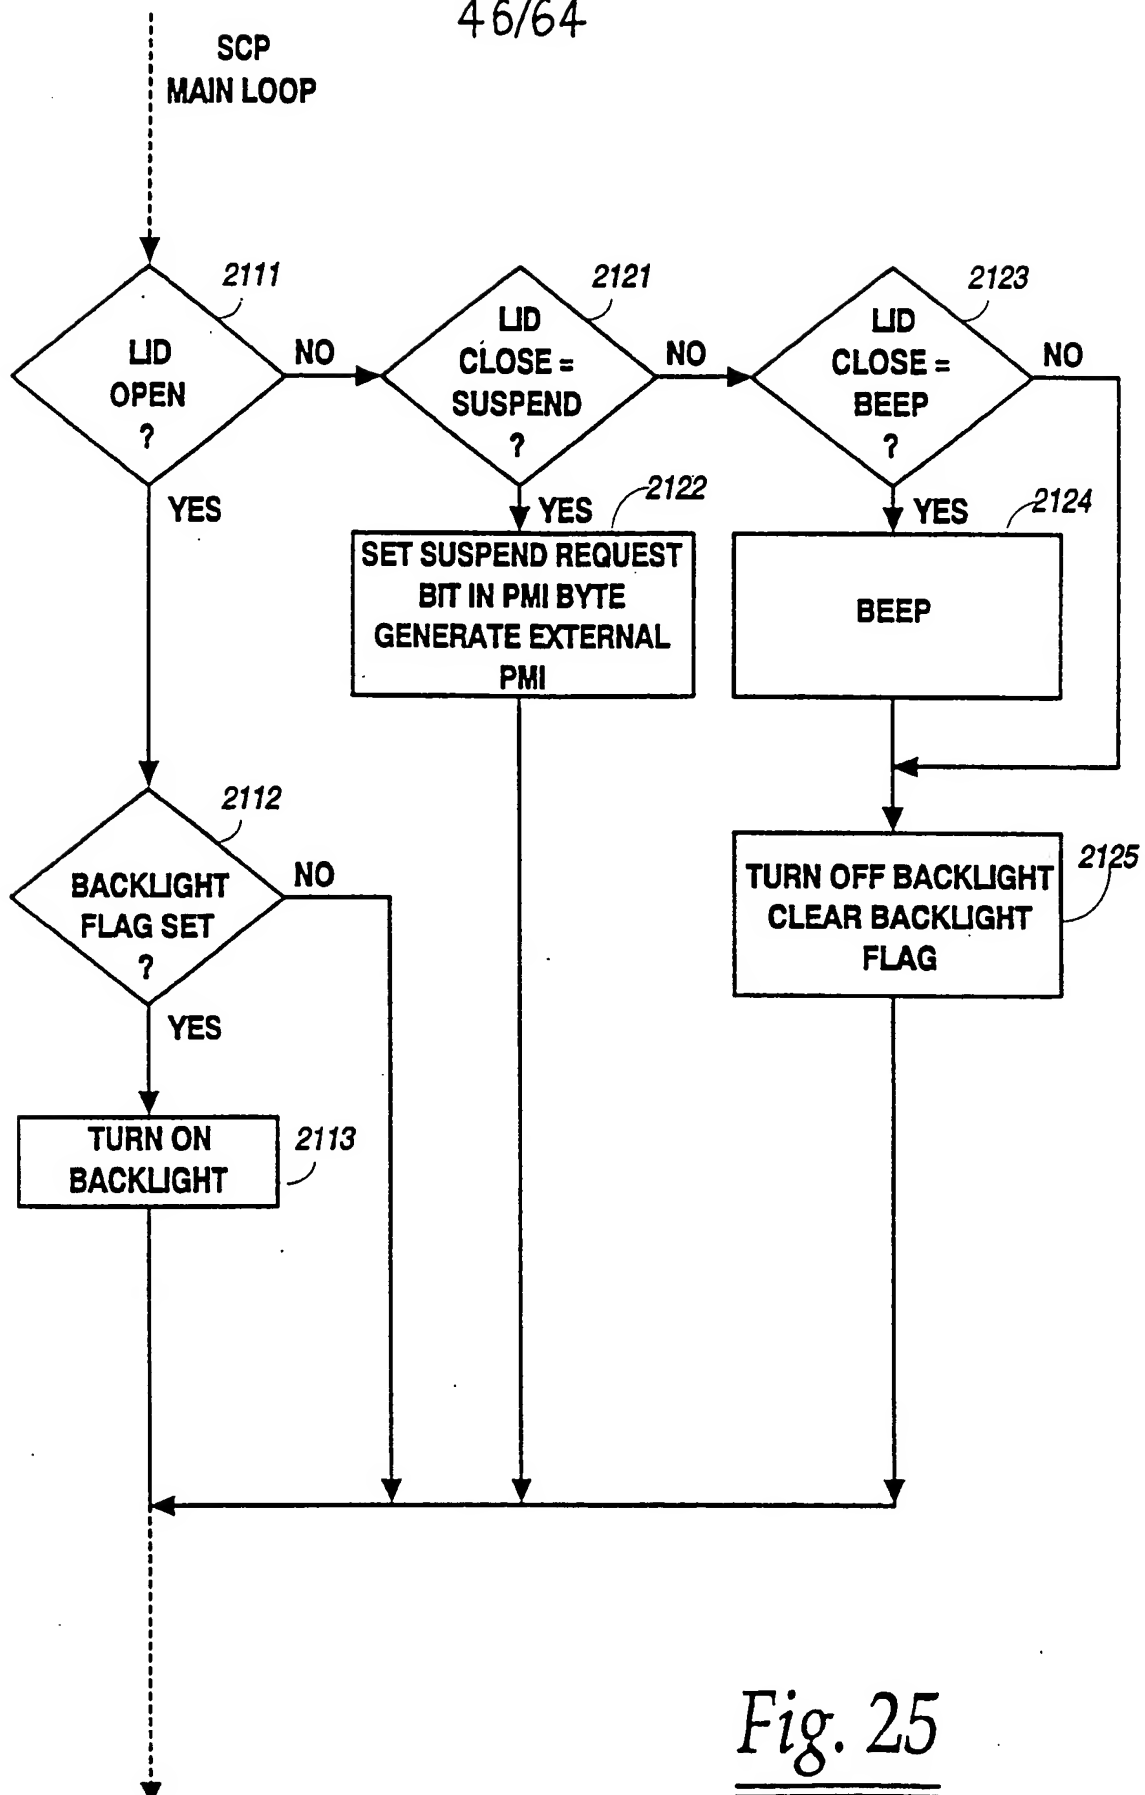 46/64
SCP
MAIN LOOP
2111
LID
OPEN
?
NO
YES
2121
LID
CLOSE =
SUSPEND
?
NO
YES
2123
LID
CLOSE =
BEEP
?
NO
YES
2122
SET SUSPEND REQUEST
BIT IN PMI BYTE
GENERATE EXTERNAL
PMI
2124
BEEP
2112
BACKLIGHT
FLAG SET
?
NO
YES
2125
TURN OFF BACKLIGHT
CLEAR BACKLIGHT
FLAG
TURN ON
BACKLIGHT
2113
Fig. 25